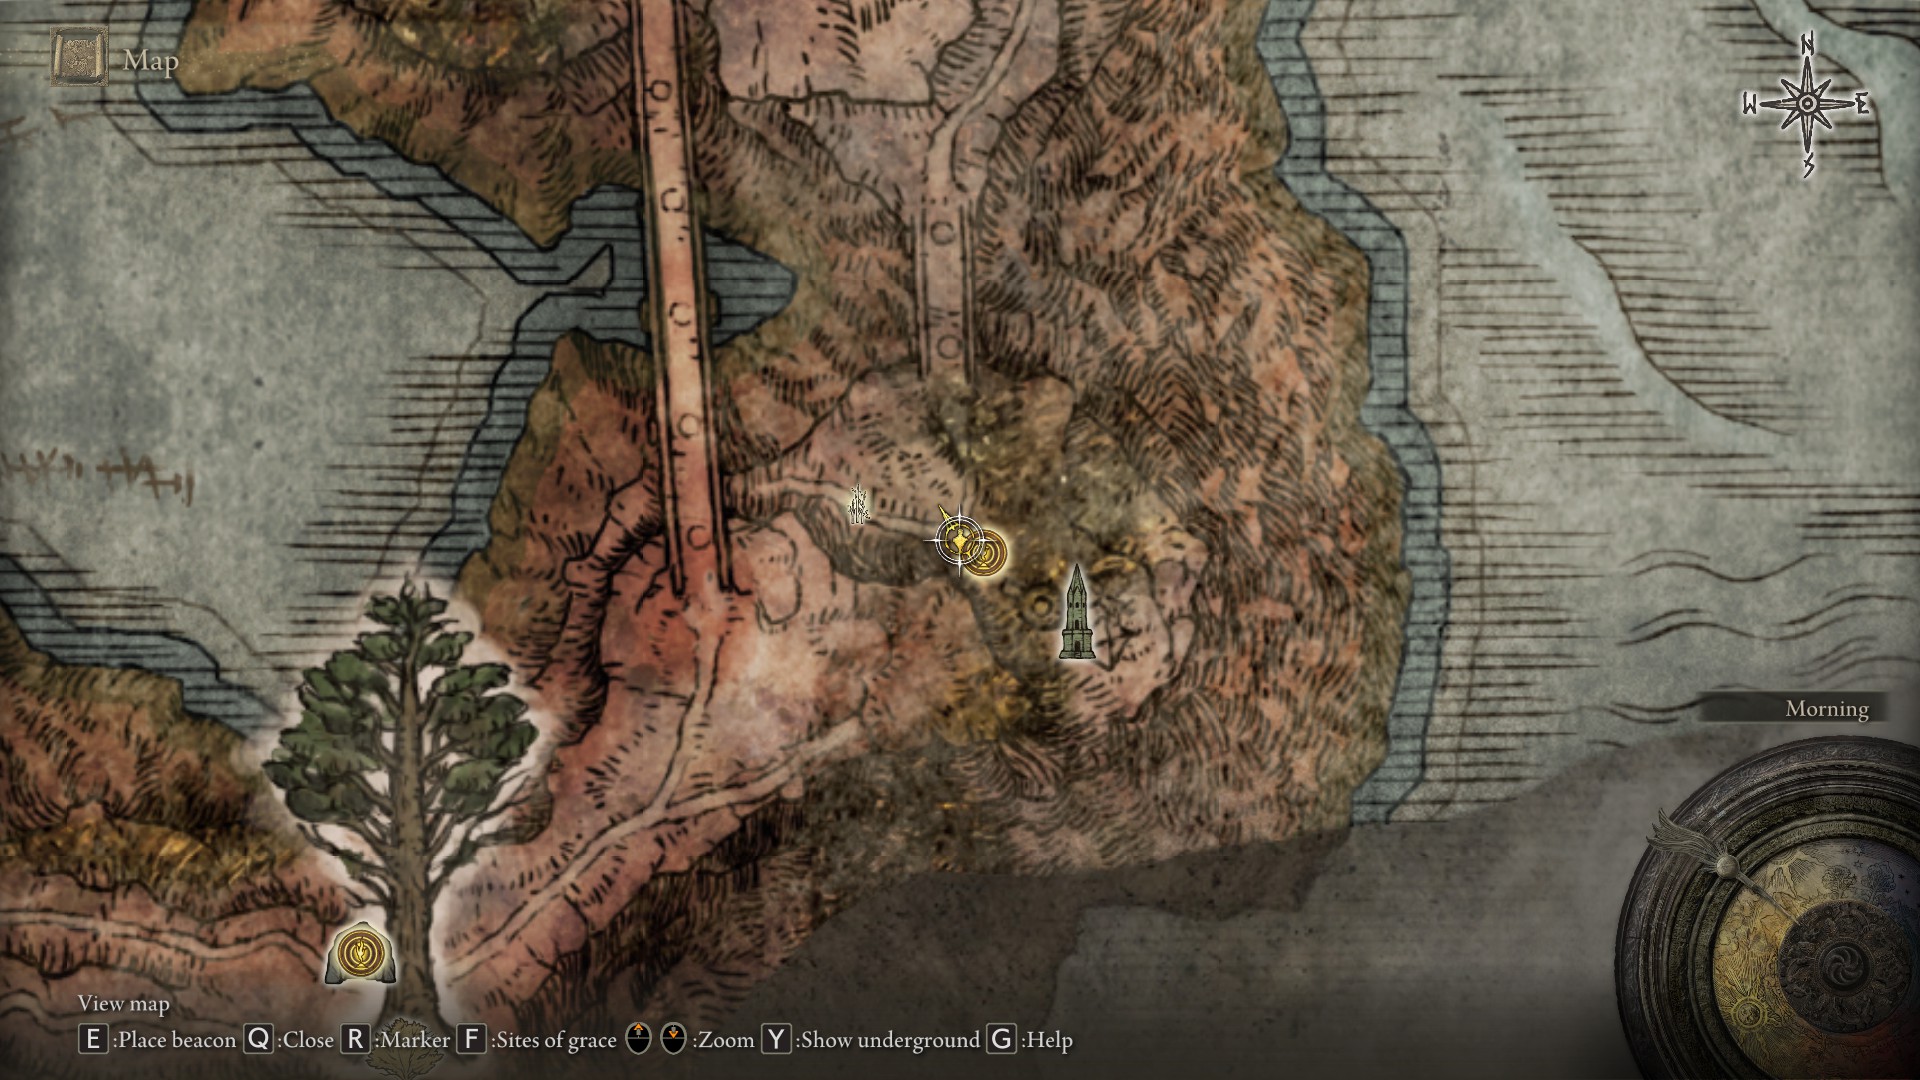 Map
N
W E
S
Morning
View map
E :Place beacon Q :Close R :Marker F :Sites of grace :Zoom Y :Show underground G :Help